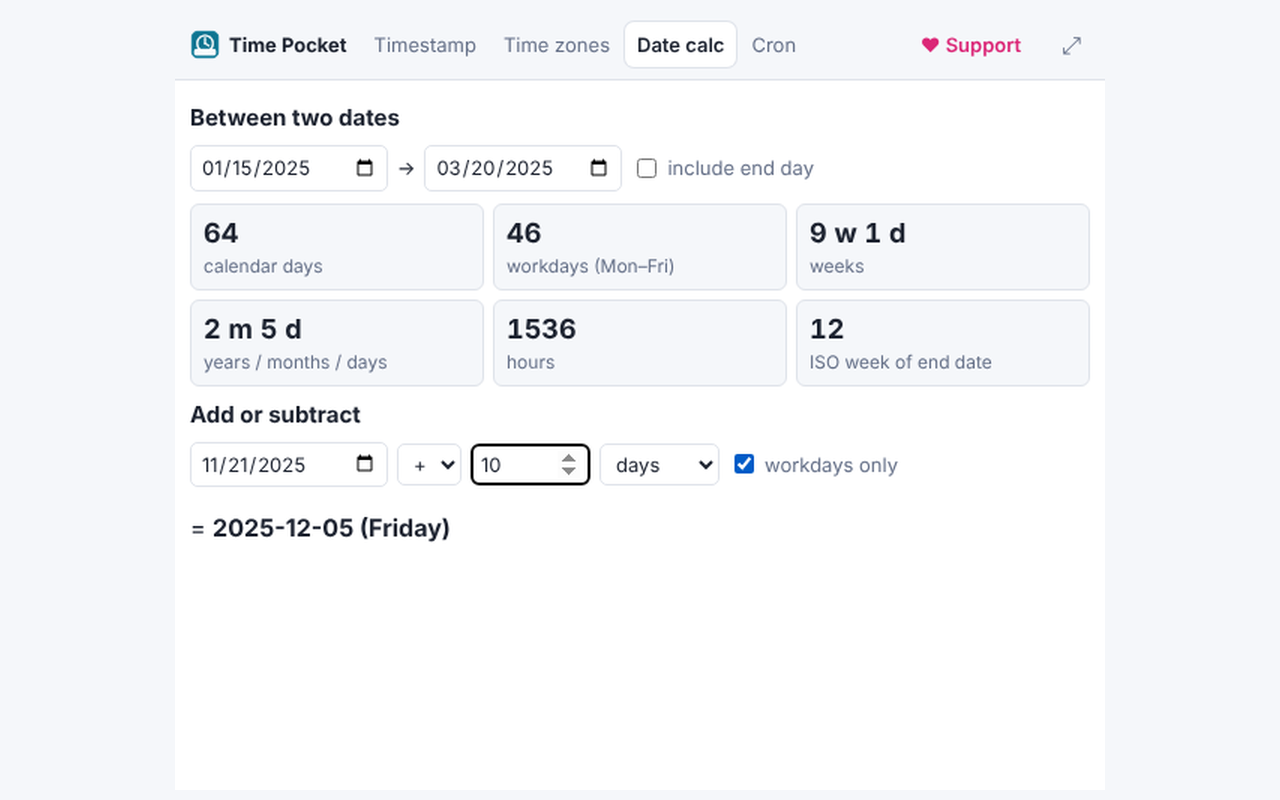 Time Pocket Timestamp Time zones Date calc Cron ♥ Support
Between two dates
01/15/2025 → 03/20/2025 include end day
64 46 9 w 1 d
calendar days workdays (Mon–Fri) weeks
2 m 5 d 1536 12
years / months / days hours ISO week of end date
Add or subtract
11/21/2025 + 10 days workdays only
= 2025-12-05 (Friday)